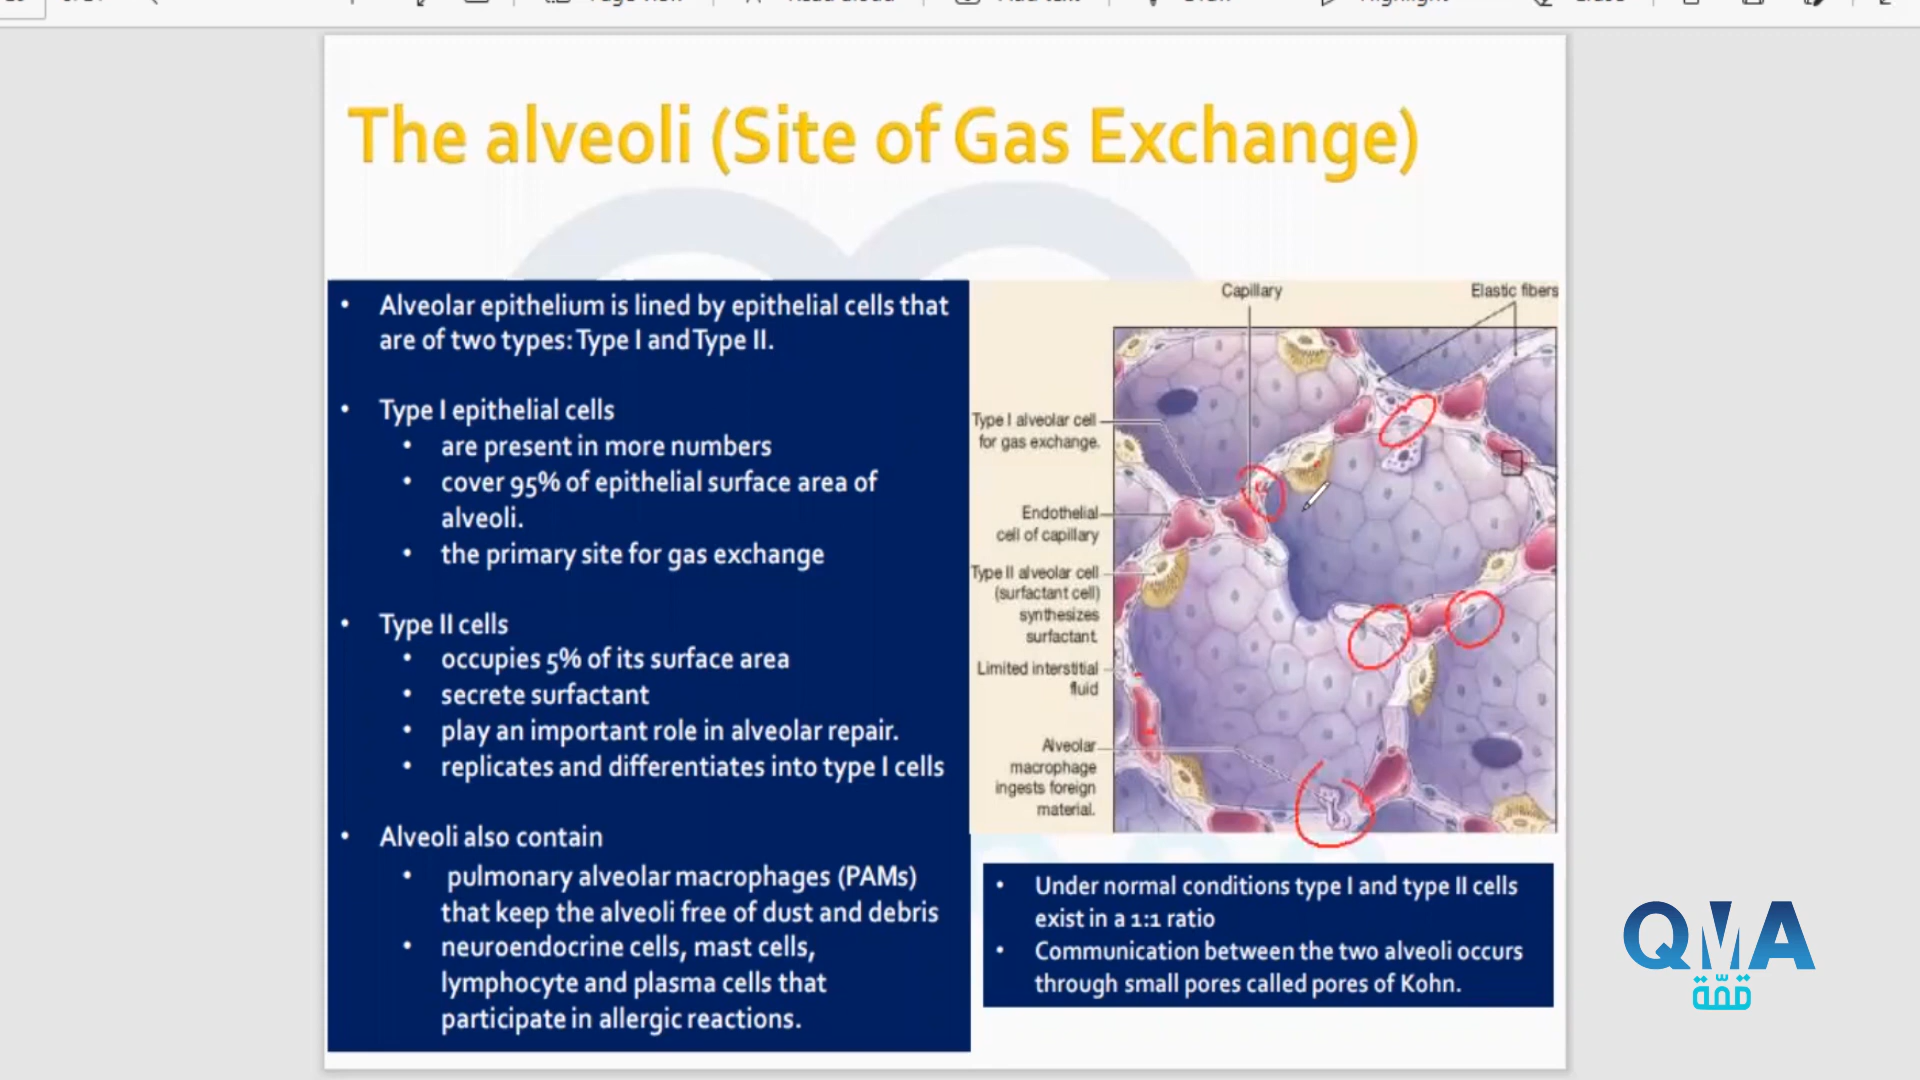 The alveoli (Site of Gas Exchange)
• Alveolar epithelium is lined by epithelial cells that
are of two types: Type I and Type II.
• Type I epithelial cells
• are present in more numbers
• cover 95% of epithelial surface area of
alveoli.
• the primary site for gas exchange
• Type II cells
• occupies 5% of its surface area
• secrete surfactant
• play an important role in alveolar repair.
• replicates and differentiates into type I cells
• Alveoli also contain
• pulmonary alveolar macrophages (PAMs)
that keep the alveoli free of dust and debris
• neuroendocrine cells, mast cells,
lymphocyte and plasma cells that
participate in allergic reactions.
Capillary
Elastic fibers
Type I alveolar cell
for gas exchange.
Endothelial
cell of capillary
Type II alveolar cell
(surfactant cell)
synthesizes
surfactant.
Limited interstitial
fluid
Alveolar
macrophage
ingests foreign
material.
• Under normal conditions type I and type II cells
exist in a 1:1 ratio
• Communication between the two alveoli occurs
through small pores called pores of Kohn.
QMA
قمّة